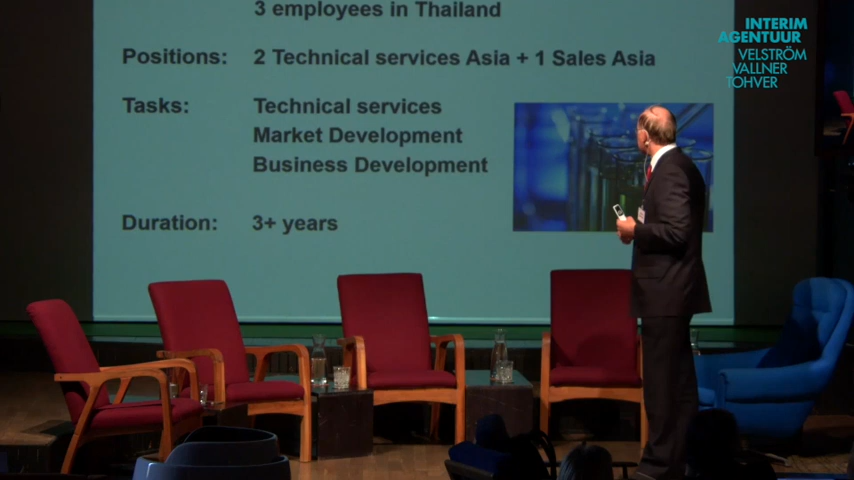 3 employees in Thailand
Positions: 2 Technical services Asia + 1 Sales Asia
Tasks: Technical services
Market Development
Business Development
Duration: 3+ years
INTERIM
AGENTUUR
VELSTRÖM
VALLNER
TOHVER